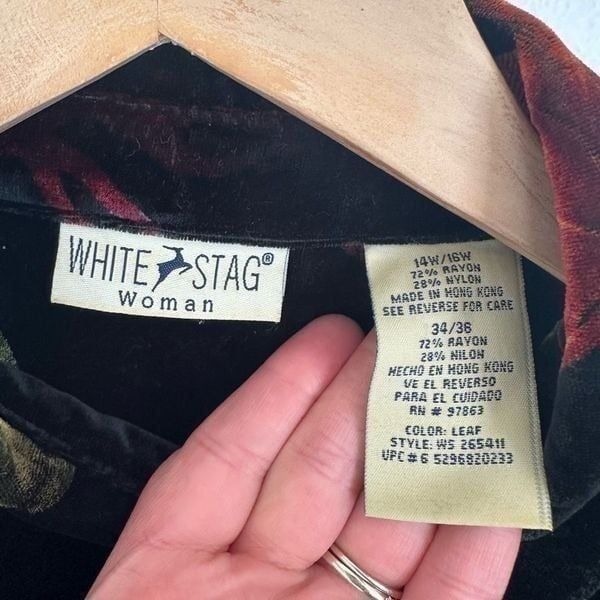 WHITE STAG®
Woman
14W/16W
72% RAYON
28% NYLON
MADE IN HONG KONG
SEE REVERSE FOR CARE
34/36
72% RAYON
28% NILON
HECHO EN HONG KONG
VE EL REVERSO
PARA EL CUIDADO
RN # 97863
COLOR: LEAF
STYLE: WS 265411
UPC # 6 5296820233